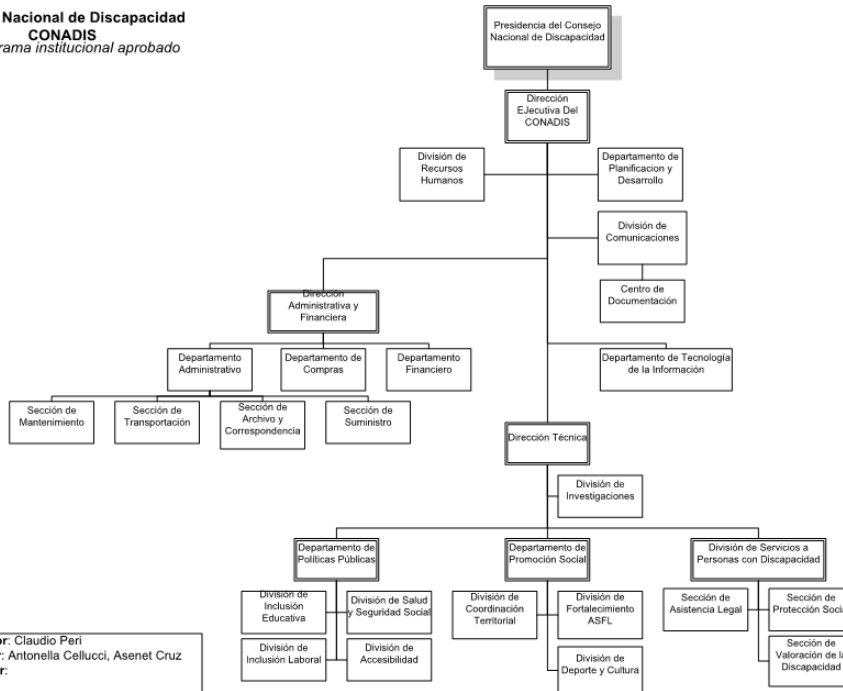 Nacional de Discapacidad
CONADIS
rama institucional aprobado
Presidencia del Consejo
Nacional de Discapacidad
Dirección
EJecutiva Del
CONADIS
División de
Recursos
Humanos
Departamento de
Planificacion y
Desarrollo
División de
Comunicaciones
Centro de
Documentación
Dirección
Administrativa y
Financiera
Departamento
Administrativo
Departamento de
Compras
Departamento
Financiero
Departamento de Tecnología
de la Información
Sección de
Mantenimiento
Sección de
Transportación
Sección de
Archivo y
Correspondencia
Sección de
Suministro
Dirección Técnica
División de
Investigaciones
Departamento de
Políticas Públicas
Departamento de
Promoción Social
División de Servicios a
Personas con Discapacidad
División de
Inclusión
Educativa
División de Salud
y Seguridad Social
División de
Coordinación
Territorial
División de
Fortalecimiento
ASFL
Sección de
Asistencia Legal
Sección de
Protección Socia
División de
Inclusión Laboral
División de
Accesibilidad
División de
Deporte y Cultura
Sección de
Valoración de la
Discapacidad
or: Claudio Peri
: Antonella Cellucci, Asenet Cruz
r: